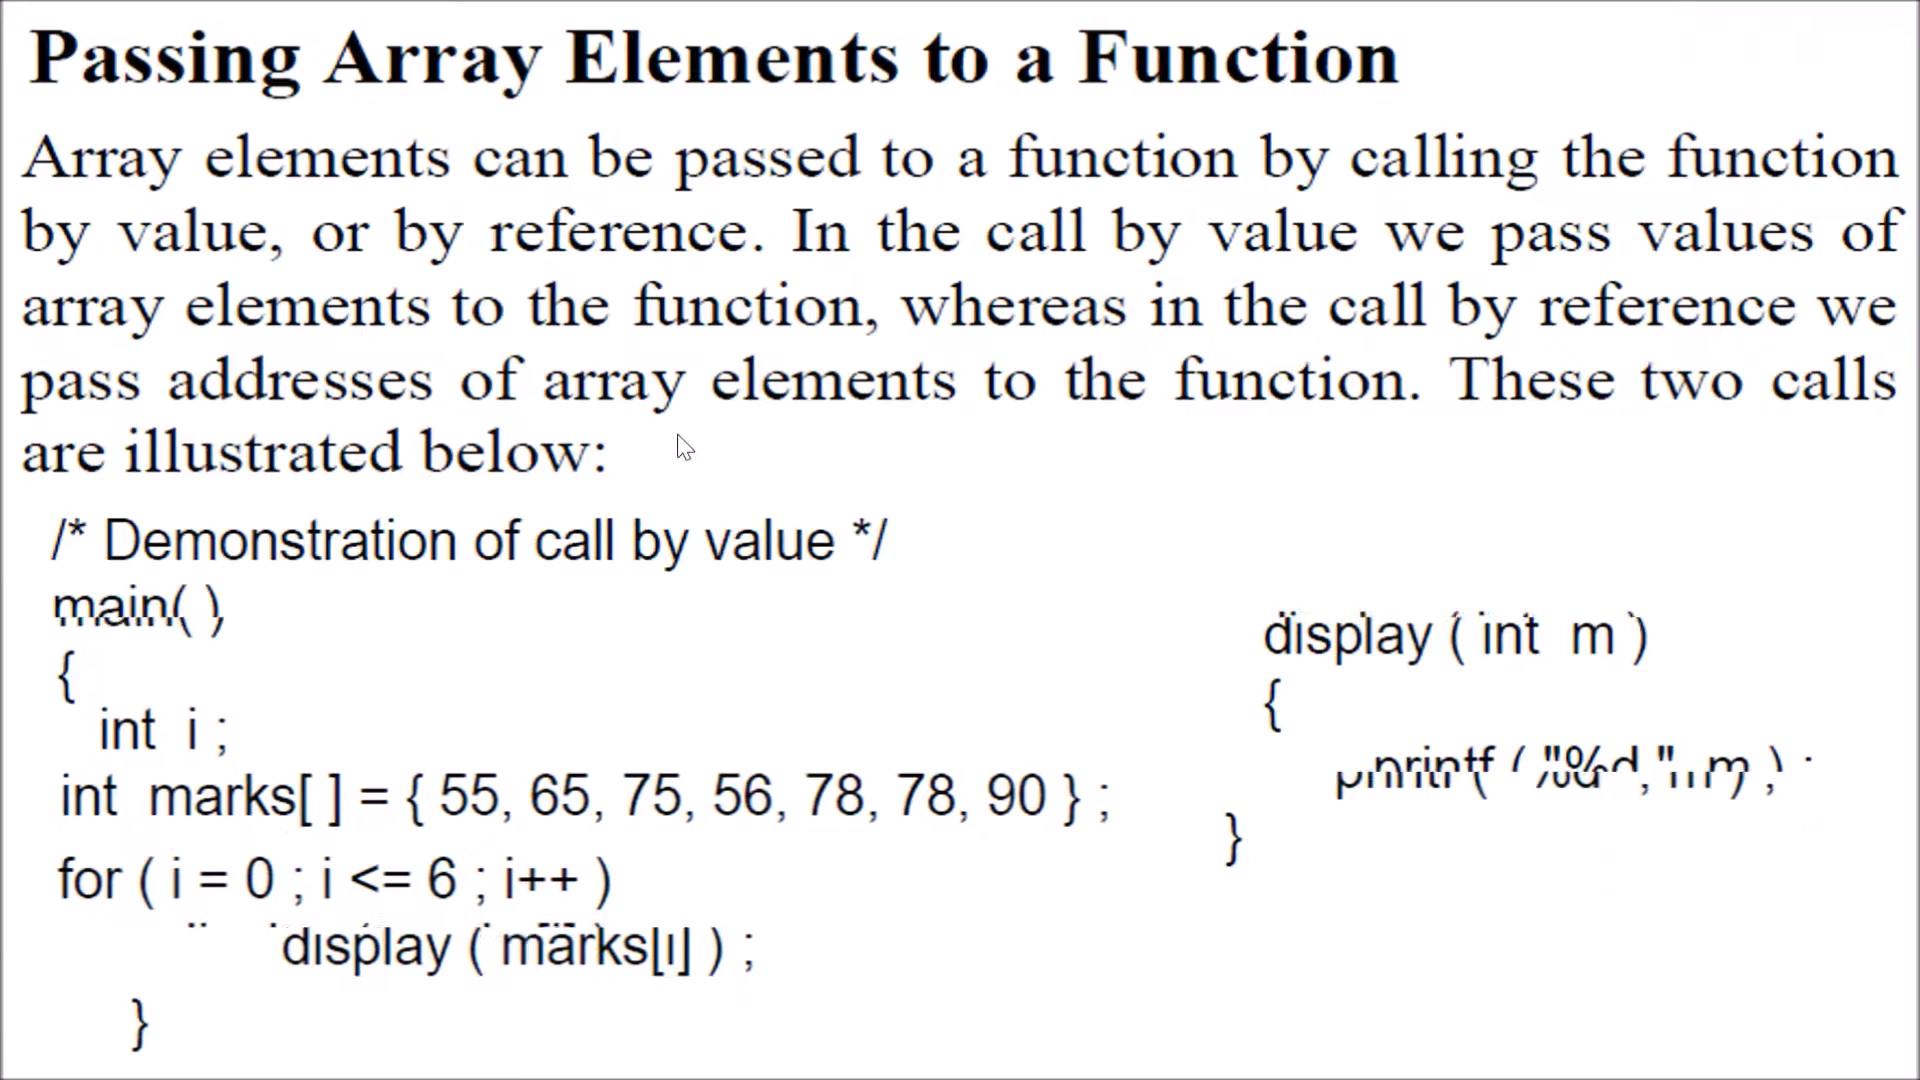 Passing Array Elements to a Function
Array elements can be passed to a function by calling the function
by value, or by reference. In the call by value we pass values of
array elements to the function, whereas in the call by reference we
pass addresses of array elements to the function. These two calls
are illustrated below:
/* Demonstration of call by value */
main( )
{
int i ;
int marks[ ] = { 55, 65, 75, 56, 78, 78, 90 } ;
for ( i = 0 ; i <= 6 ; i++ )
display ( marks[i] ) ;
}
display ( int m )
{
printf ( "%d ", m ) ;
}